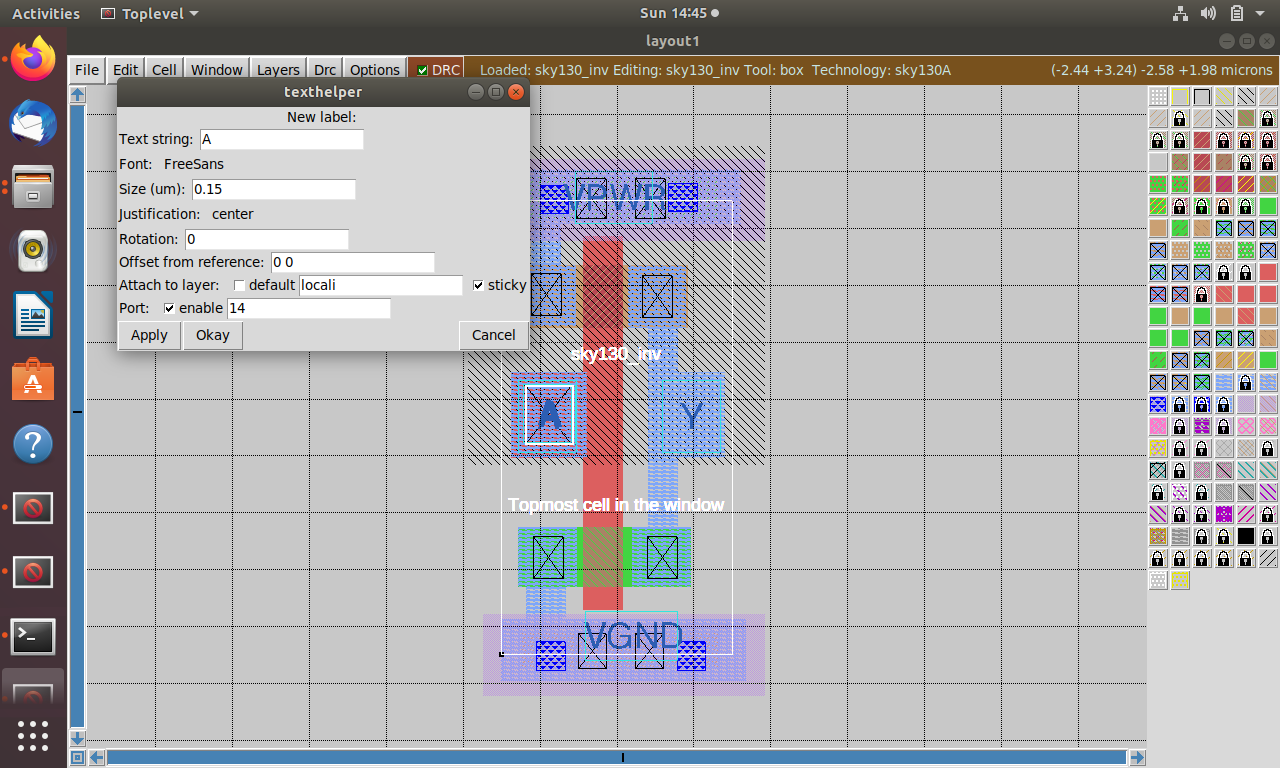 Activities
Toplevel
Sun 14:45
layout1
File Edit Cell Window Layers Drc Options DRC Loaded: sky130_inv Editing: sky130_inv Tool: box Technology: sky130A (-2.44 +3.24) -2.58 +1.98 microns
texthelper
New label:
Text string: A
Font: FreeSans
Size (um): 0.15
Justification: center
Rotation: 0
Offset from reference: 0 0
Attach to layer: default locali sticky
Port: enable 14
Apply Okay Cancel
VPWR
sky130_inv
A Y
Topmost cell in the window
VGND